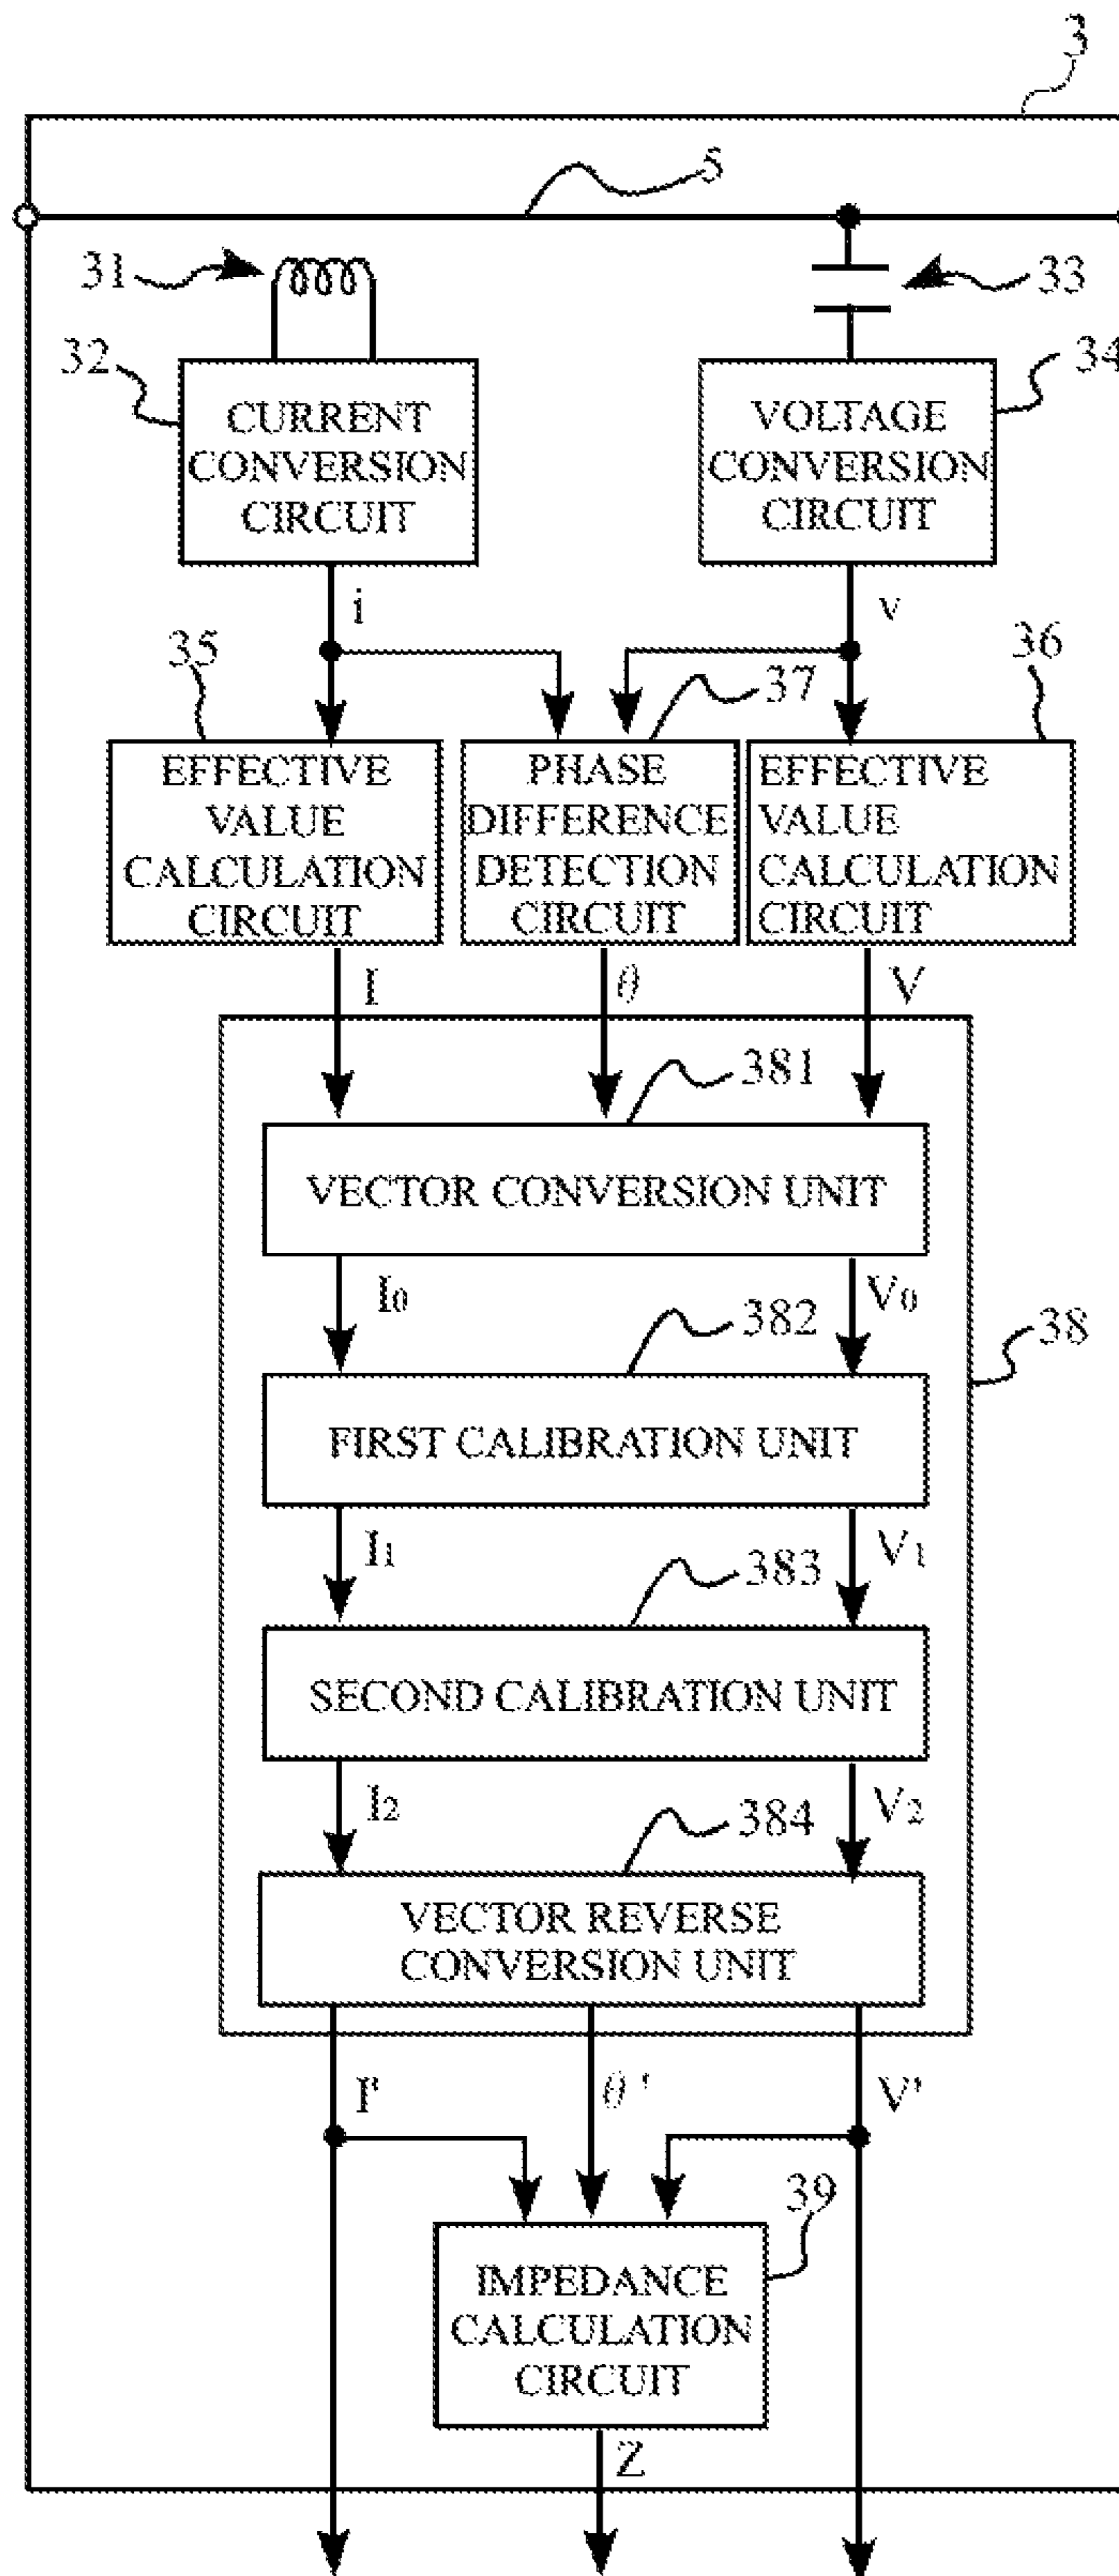 3
5
31
33
32
34
CURRENT
CONVERSION
CIRCUIT
VOLTAGE
CONVERSION
CIRCUIT
i
v
35
37
36
EFFECTIVE
VALUE
CALCULATION
CIRCUIT
PHASE
DIFFERENCE
DETECTION
CIRCUIT
EFFECTIVE
VALUE
CALCULATION
CIRCUIT
I
θ
V
381
VECTOR CONVERSION UNIT
I₀
V₀
382
38
FIRST CALIBRATION UNIT
I₁
V₁
383
SECOND CALIBRATION UNIT
I₂
V₂
384
VECTOR REVERSE
CONVERSION UNIT
I'
θ'
V'
39
IMPEDANCE
CALCULATION
CIRCUIT
Z